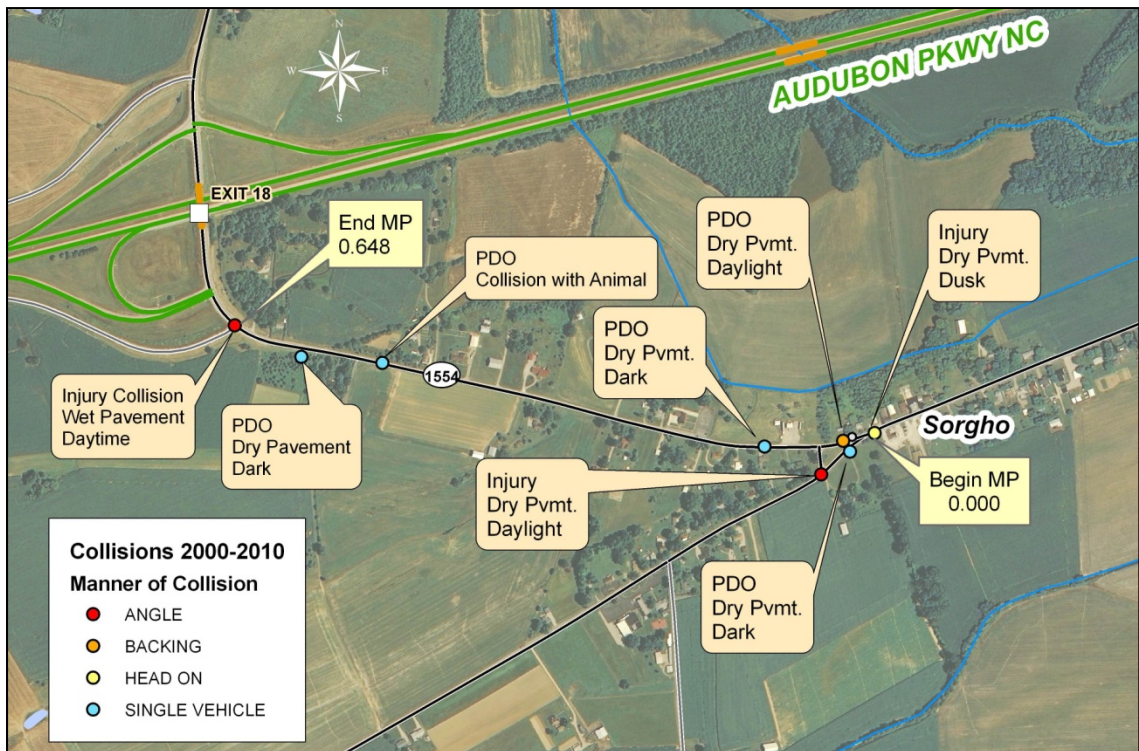 N
W E
S
AUDUBON PKWY NC
EXIT 18
End MP
0.648
PDO
Collision with Animal
PDO
Dry Pvmt.
Daylight
Injury
Dry Pvmt.
Dusk
PDO
Dry Pvmt.
Dark
1554
Injury Collision
Wet Pavement
Daytime
PDO
Dry Pavement
Dark
Sorgho
Injury
Dry Pvmt.
Daylight
Begin MP
0.000
PDO
Dry Pvmt.
Dark
Collisions 2000-2010
Manner of Collision
ANGLE
BACKING
HEAD ON
SINGLE VEHICLE